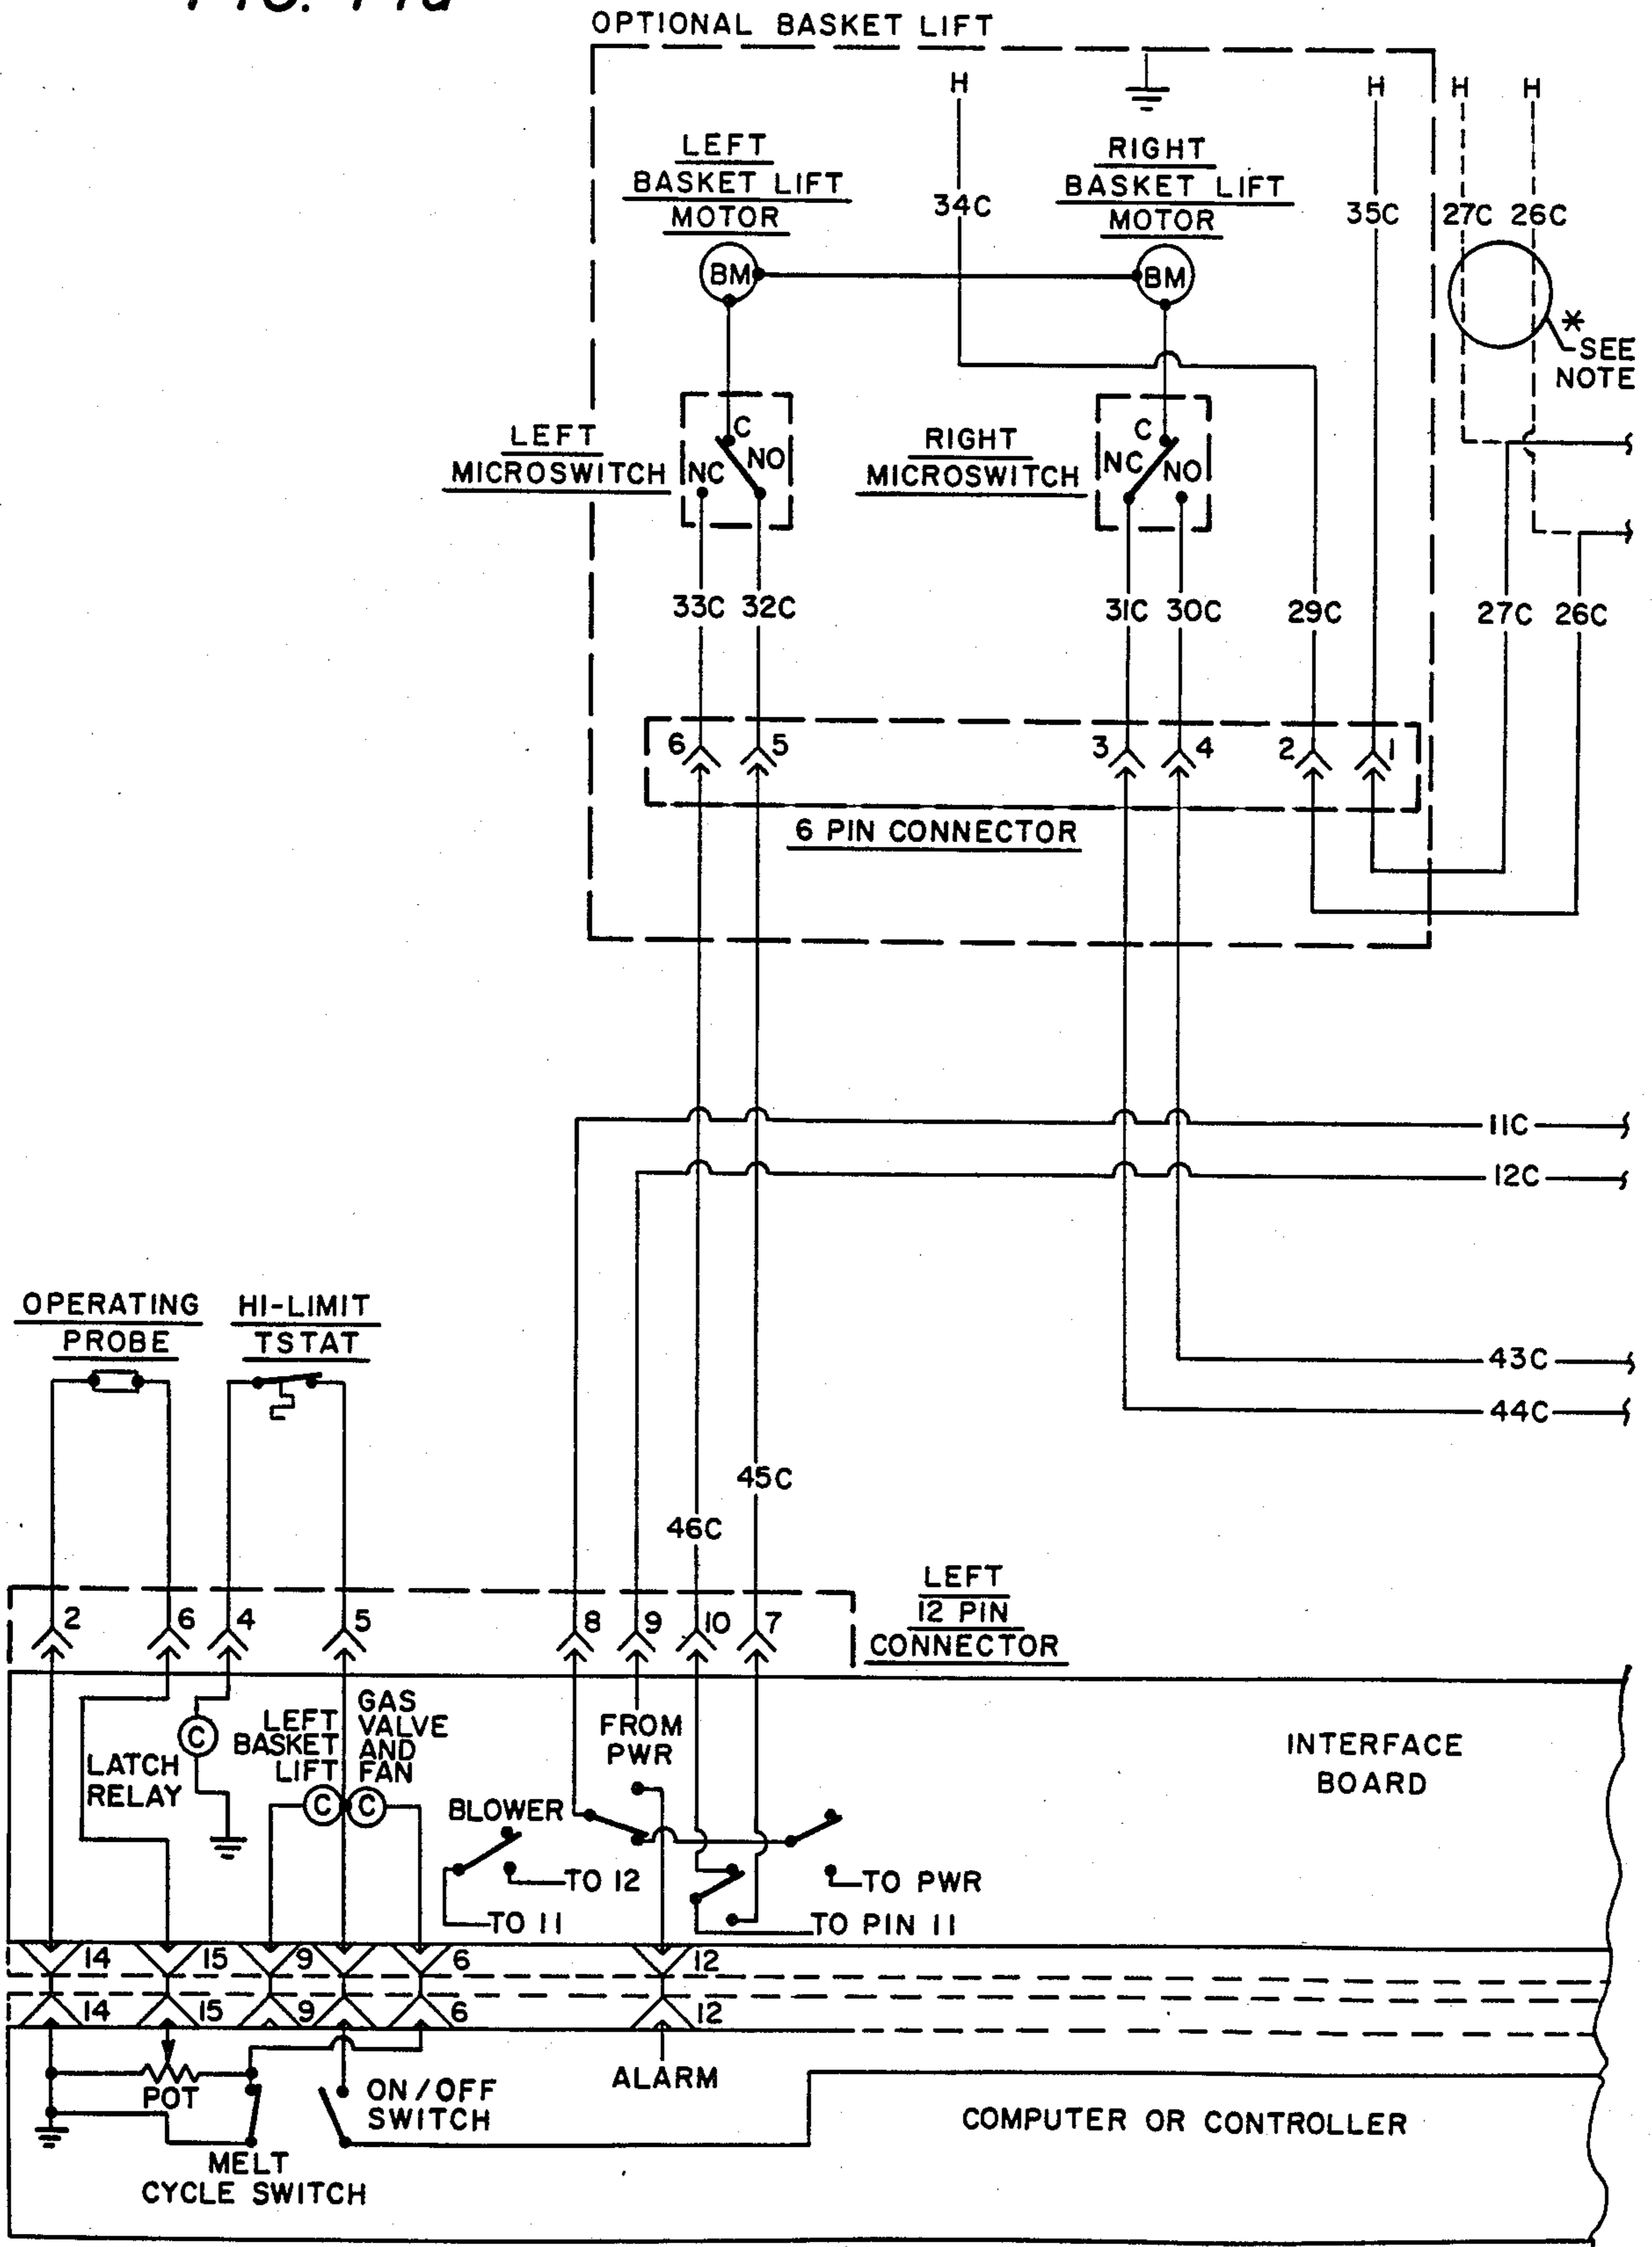 FIG. 11a
OPTIONAL BASKET LIFT
H
H
H
H
LEFT
BASKET LIFT
MOTOR
RIGHT
BASKET LIFT
MOTOR
34C
35C
27C
26C
BM
BM
*
SEE
NOTE
LEFT
MICROSWITCH
C
NC
NO
RIGHT
MICROSWITCH
C
NC
NO
33C
32C
31C
30C
29C
27C
26C
6
5
3
4
2
1
6 PIN CONNECTOR
11C
12C
OPERATING
PROBE
HI-LIMIT
TSTAT
43C
44C
45C
46C
LEFT
12 PIN
CONNECTOR
2
6
4
5
8
9
10
7
LATCH
RELAY
C
LEFT
BASKET
LIFT
GAS
VALVE
AND
FAN
C
C
FROM
PWR
INTERFACE
BOARD
BLOWER
TO 12
TO 11
TO PWR
TO PIN 11
14
15
9
6
12
14
15
9
6
12
POT
ON/OFF
SWITCH
ALARM
MELT
CYCLE SWITCH
COMPUTER OR CONTROLLER